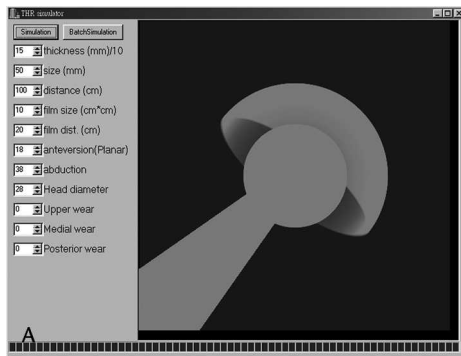 THR simulator
Simulation BatchSimulation
15 thickness (mm)/10
50 size (mm)
100 distance (cm)
10 film size (cm*cm)
20 film dist. (cm)
18 anteversion(Planar)
38 abduction
28 Head diameter
0 Upper wear
0 Medial wear
0 Posterior wear
A